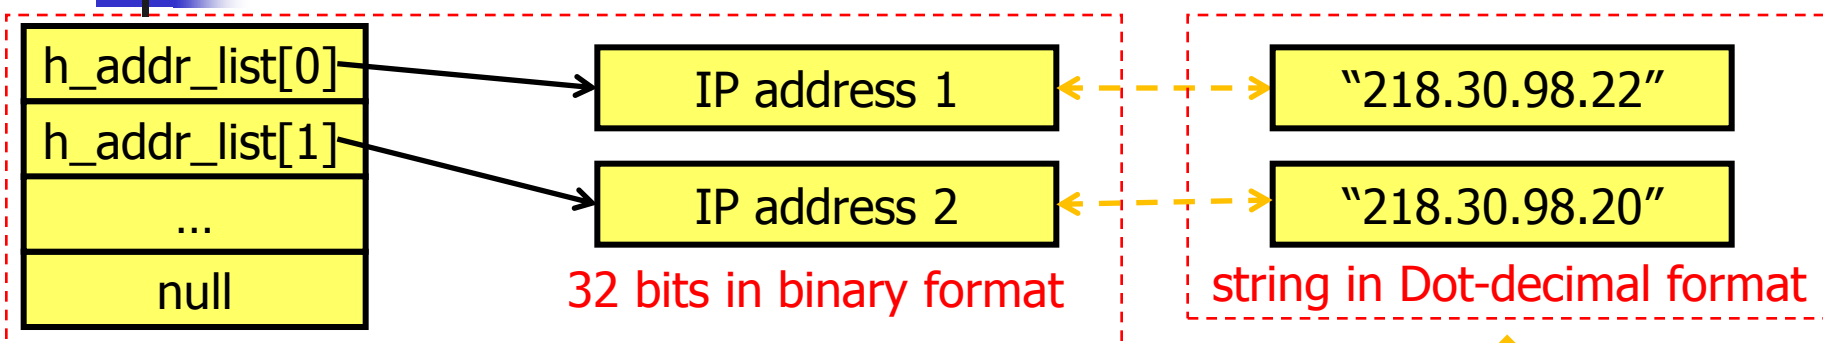 h_addr_list[0]
IP address 1
“218.30.98.22”
h_addr_list[1]
IP address 2
“218.30.98.20”
...
null
32 bits in binary format
string in Dot-decimal format